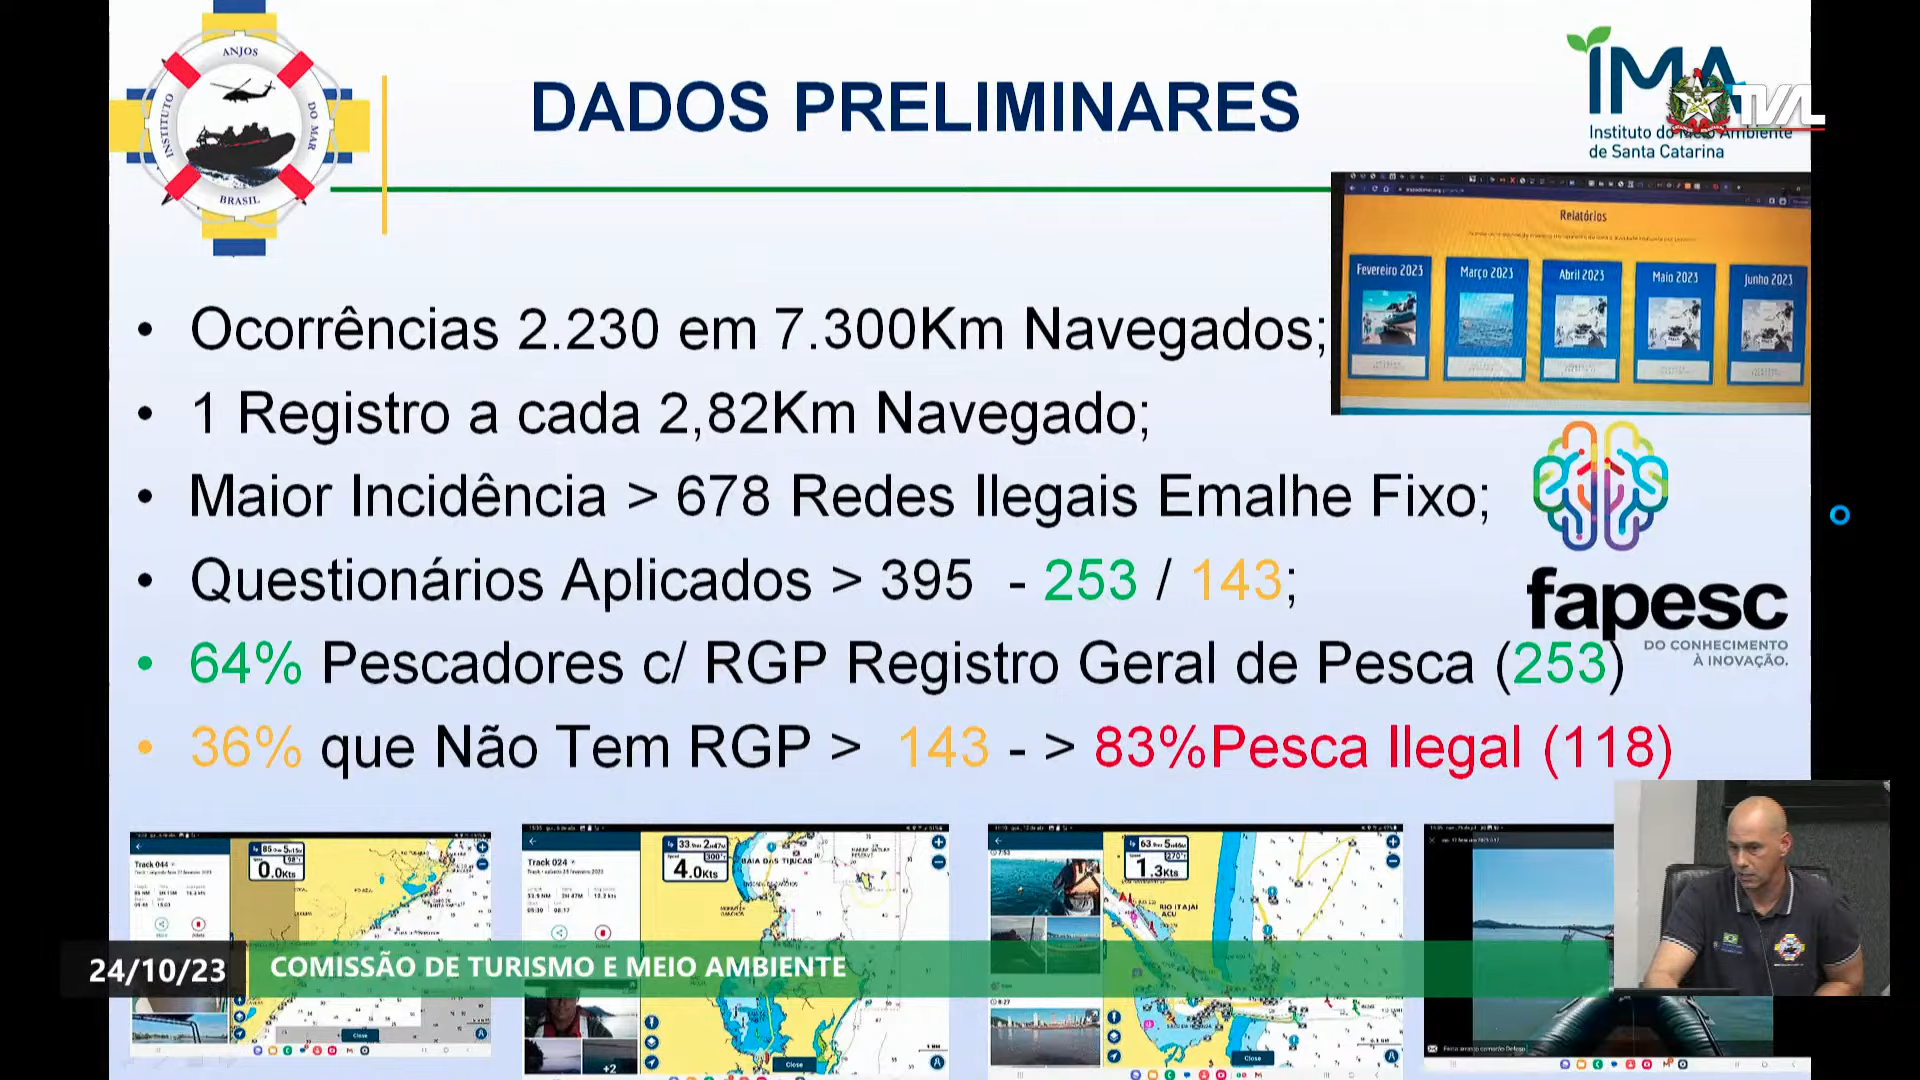 ANJOS
DO MAR
INSTITUTO
BRASIL
DADOS PRELIMINARES
IMA
Instituto do Meio Ambiente
de Santa Catarina
TVAL
Relatórios
Fevereiro 2023
Março 2023
Abril 2023
Maio 2023
Junho 2023
• Ocorrências 2.230 em 7.300Km Navegados;
• 1 Registro a cada 2,82Km Navegado;
• Maior Incidência > 678 Redes Ilegais Emalhe Fixo;
• Questionários Aplicados > 395 - 253 / 143;
• 64% Pescadores c/ RGP Registro Geral de Pesca (253)
• 36% que Não Tem RGP > 143 - > 83%Pesca Ilegal (118)
fapesc
DO CONHECIMENTO
À INOVAÇÃO.
Track 044
0.0Kts
Close
Track 024
4.0Kts
BAIA DAS TIJUCAS
Close
+2
1.3Kts
RIO ITAJAI
ACU
Close
24/10/23
COMISSÃO DE TURISMO E MEIO AMBIENTE